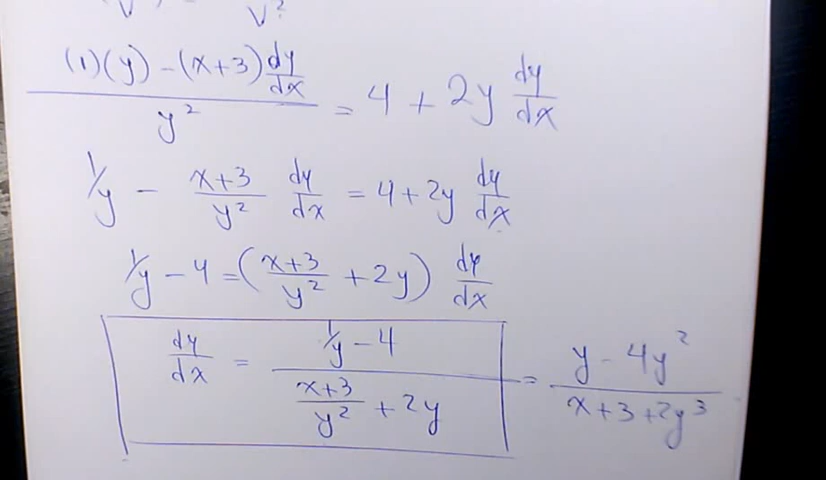 v v²
(1)(y) - (x+3) dy/dx / y² = 4 + 2y dy/dx
1/y - x+3/y² dy/dx = 4 + 2y dy/dx
1/y - 4 = (x+3/y² + 2y) dy/dx
dy/dx = (1/y - 4) / (x+3/y² + 2y) = (y - 4y²) / (x+3+2y³)